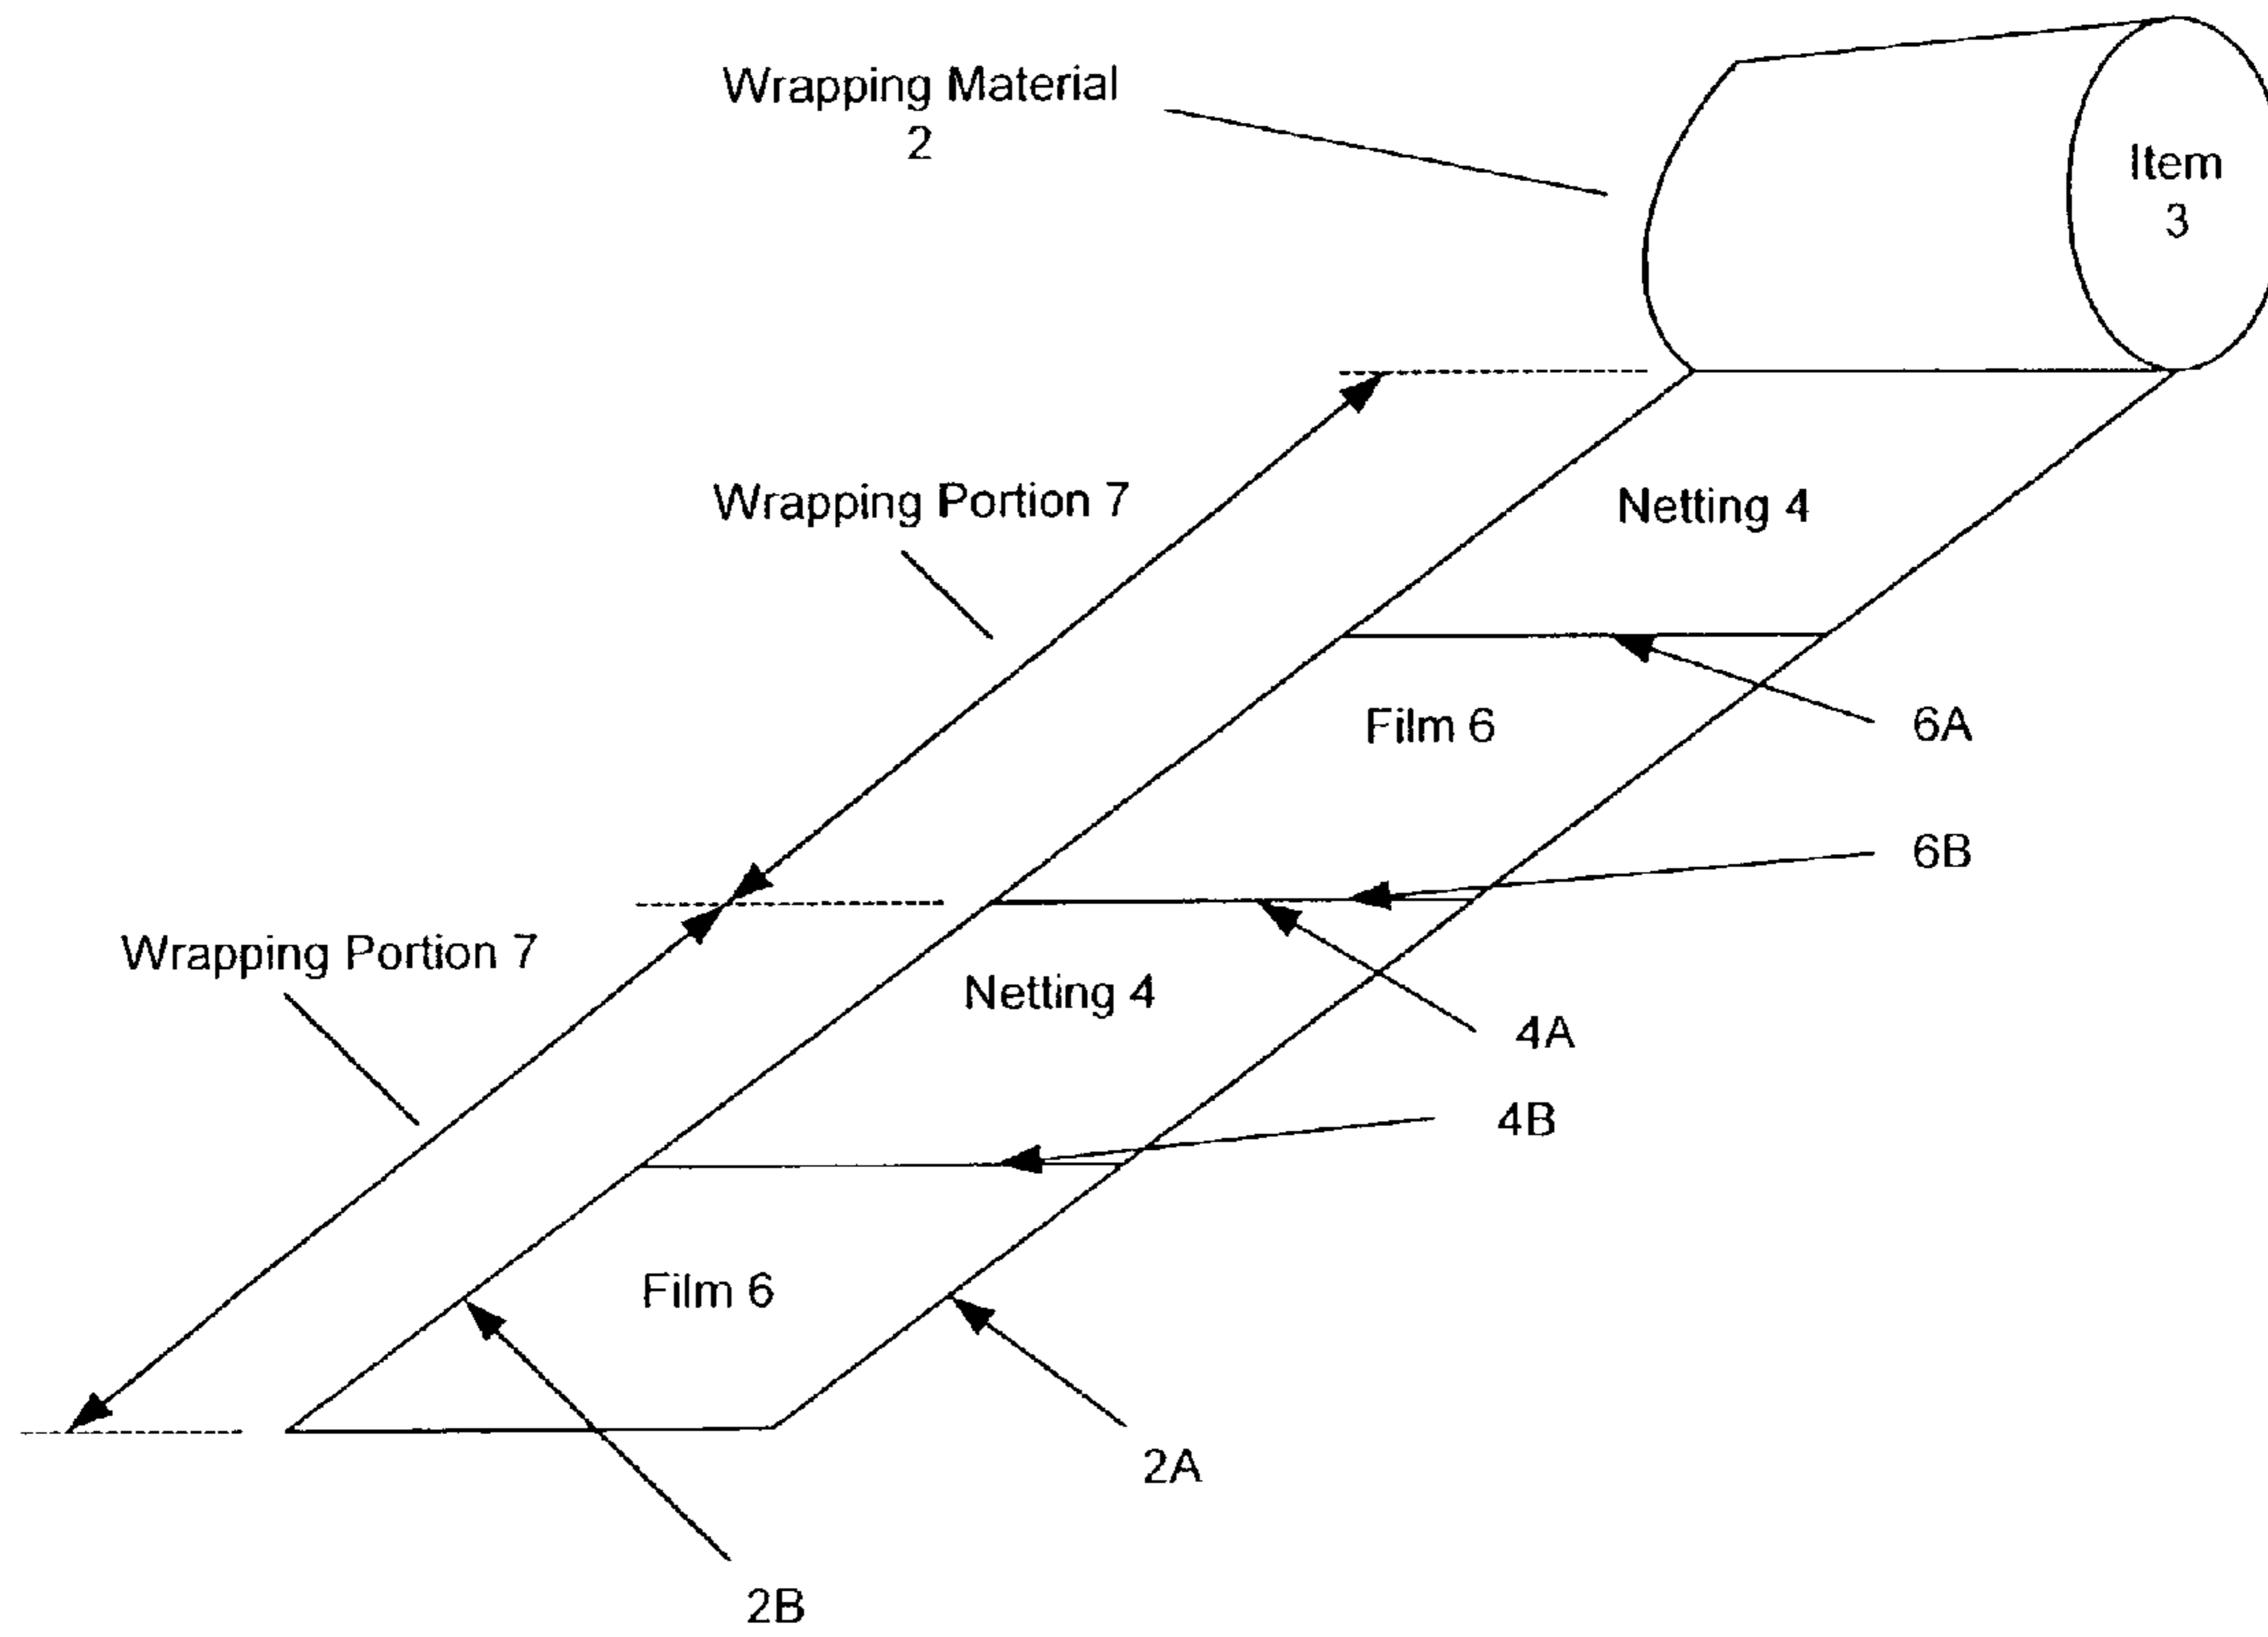 Wrapping Material
2
Item
3
Wrapping Portion 7
Netting 4
Film 6
6A
6B
Wrapping Portion 7
Netting 4
4A
4B
Film 6
2A
2B